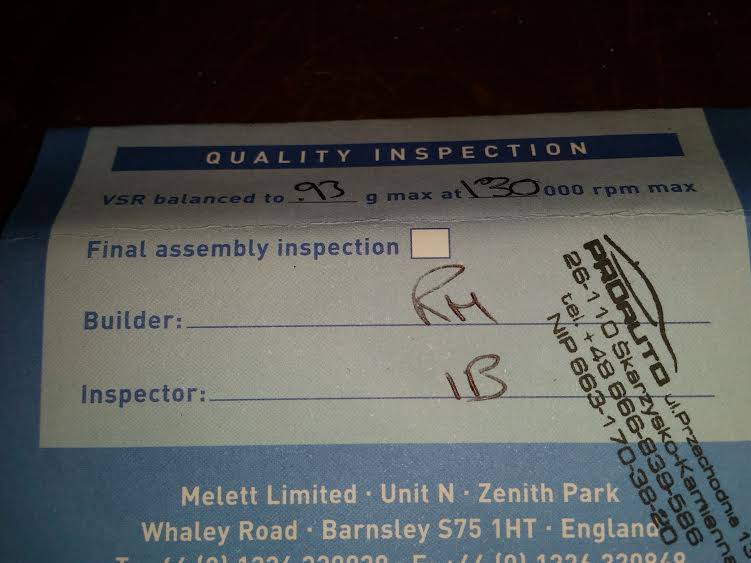 QUALITY INSPECTION
VSR balanced to .93 g max at 130 000 rpm max
Final assembly inspection
Builder: RH
Inspector: IB
PROAUTO
ul.Przechodnia
26-110 Skarżysko-Kamienna
tel. +48 666-839-586
NIP 663-170-38-20
Melett Limited · Unit N · Zenith Park
Whaley Road · Barnsley S75 1HT · England